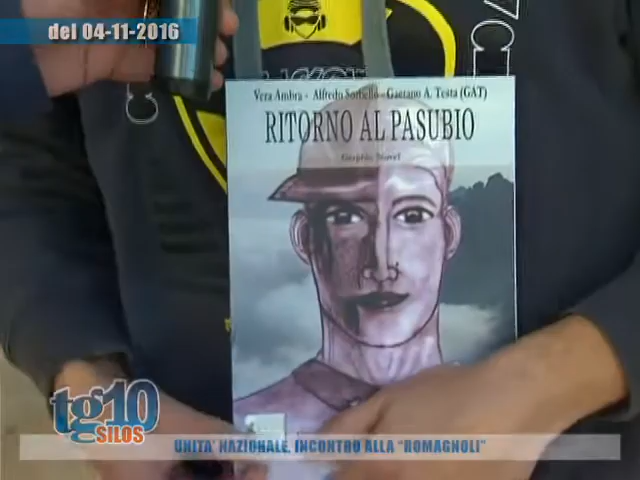 del 04-11-2016
Vera Ambra - Alfredo Sorbello - Gaetano A. Testa (GAT)
RITORNO AL PASUBIO
Graphic Novel
tg10
SILOS
UNITA' NAZIONALE, INCONTRO ALLA "ROMAGNOLI"